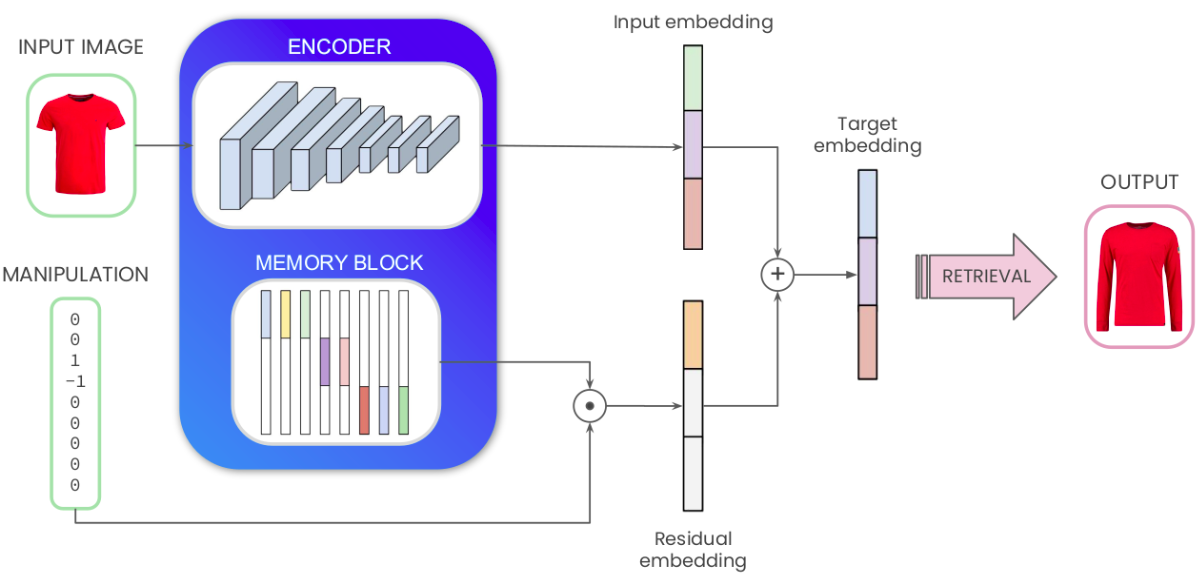 INPUT IMAGE
ENCODER
Input embedding
Target
embedding
OUTPUT
MANIPULATION
MEMORY BLOCK
0
0
1
-1
0
0
0
0
0
+
RETRIEVAL
Residual
embedding